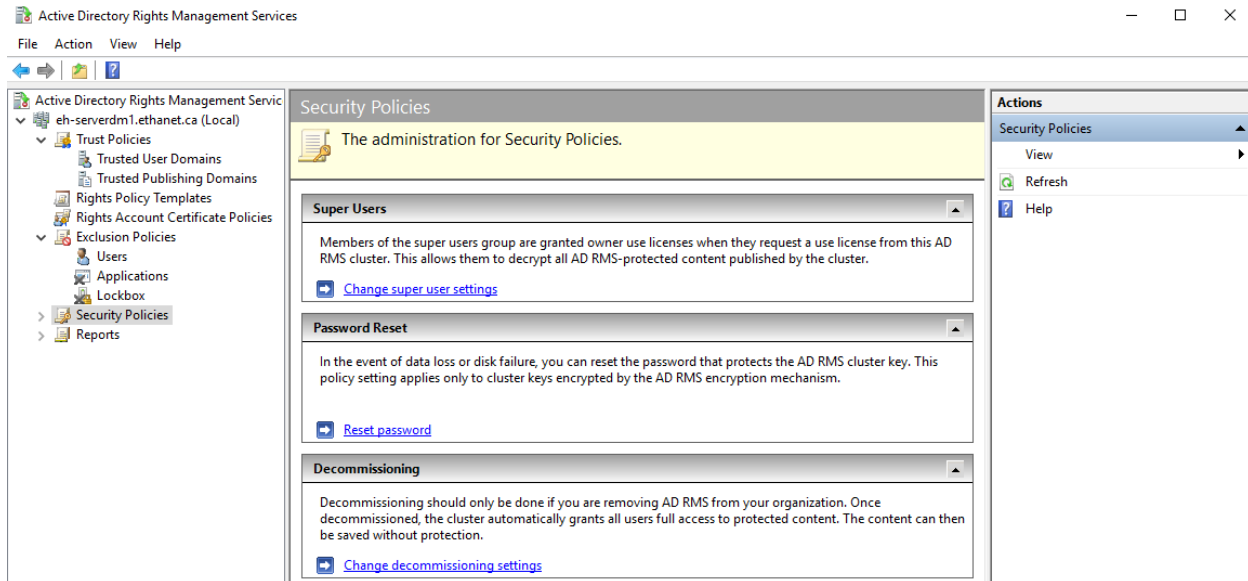 Active Directory Rights Management Services
File Action View Help
Active Directory Rights Management Servic
eh-serverdm1.ethanet.ca (Local)
Trust Policies
Trusted User Domains
Trusted Publishing Domains
Rights Policy Templates
Rights Account Certificate Policies
Exclusion Policies
Users
Applications
Lockbox
Security Policies
Reports
Security Policies
The administration for Security Policies.
Super Users
Members of the super users group are granted owner use licenses when they request a use license from this AD
RMS cluster. This allows them to decrypt all AD RMS-protected content published by the cluster.
Change super user settings
Password Reset
In the event of data loss or disk failure, you can reset the password that protects the AD RMS cluster key. This
policy setting applies only to cluster keys encrypted by the AD RMS encryption mechanism.
Reset password
Decommissioning
Decommissioning should only be done if you are removing AD RMS from your organization. Once
decommissioned, the cluster automatically grants all users full access to protected content. The content can then
be saved without protection.
Change decommissioning settings
Actions
Security Policies
View
Refresh
Help